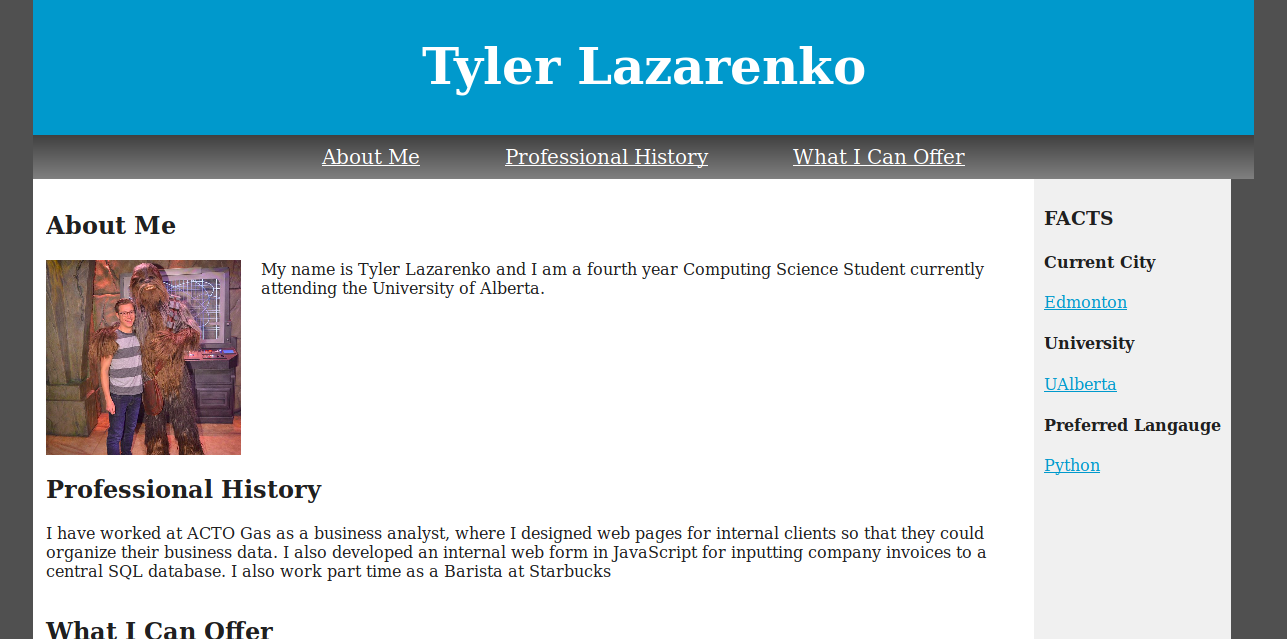 Tyler Lazarenko
About Me
Professional History
What I Can Offer
About Me
My name is Tyler Lazarenko and I am a fourth year Computing Science Student currently
attending the University of Alberta.
Professional History
I have worked at ACTO Gas as a business analyst, where I designed web pages for internal clients so that they could
organize their business data. I also developed an internal web form in JavaScript for inputting company invoices to a
central SQL database. I also work part time as a Barista at Starbucks
What I Can Offer
FACTS
Current City
Edmonton
University
UAlberta
Preferred Langauge
Python